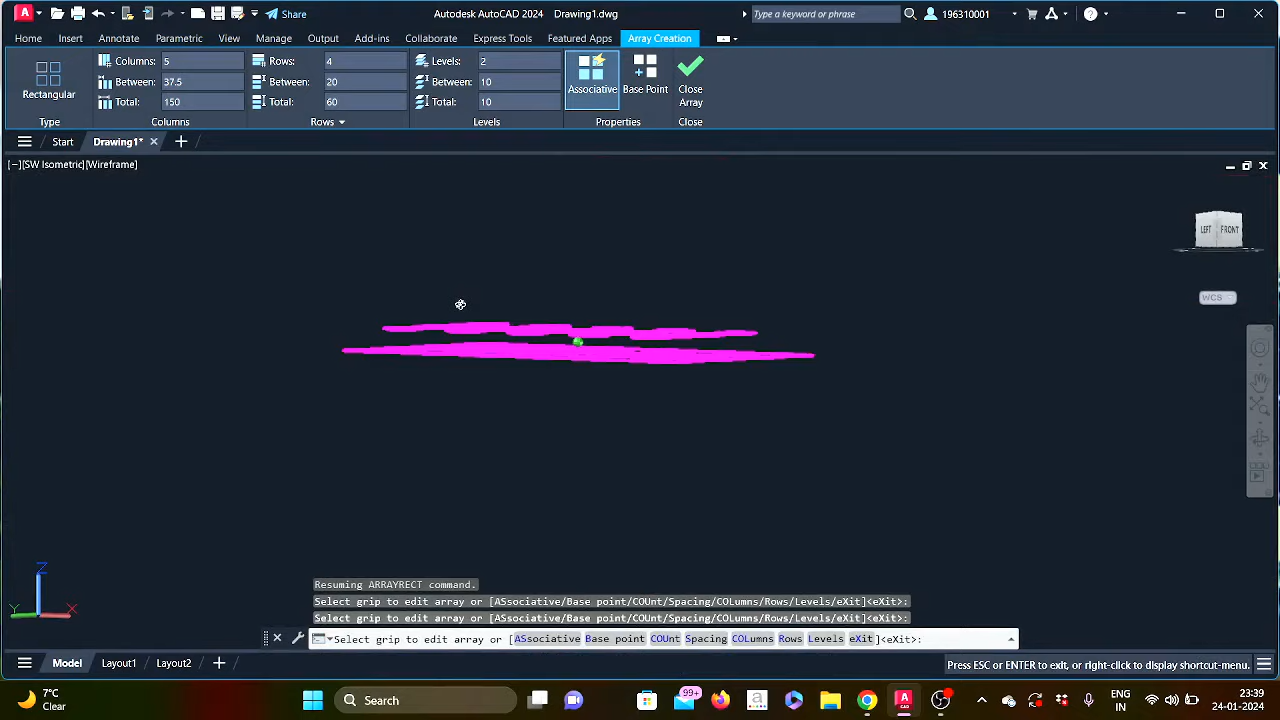 A CAD Share Autodesk AutoCAD 2024 Drawing1.dwg Type a keyword or phrase 196310001 ?
Home Insert Annotate Parametric View Manage Output Add-ins Collaborate Express Tools Featured Apps Array Creation
Columns: 5 Rows: 4 Levels: 2
Between: 37.5 Between: 20 Between: 10
Total: 150 Total: 60 Total: 10
Rectangular Associative Base Point Close Array
Type Columns Rows Levels Properties Close
Start Drawing1*
[−][SW Isometric][Wireframe]
LEFT FRONT
WCS
Z
Y X
Resuming ARRAYRECT command.
Select grip to edit array or [ASsociative/Base point/COUnt/Spacing/COLumns/Rows/Levels/eXit]<eXit>:
Select grip to edit array or [ASsociative/Base point/COUnt/Spacing/COLumns/Rows/Levels/eXit]<eXit>:
Select grip to edit array or [ASsociative Base point COUnt Spacing COLumns Rows Levels eXit]<eXit>:
Model Layout1 Layout2 Press ESC or ENTER to exit, or right-click to display shortcut-menu.
7°C
Clear
Search
99+
a
A CAD
ENG
IN
23:39
24-01-2024